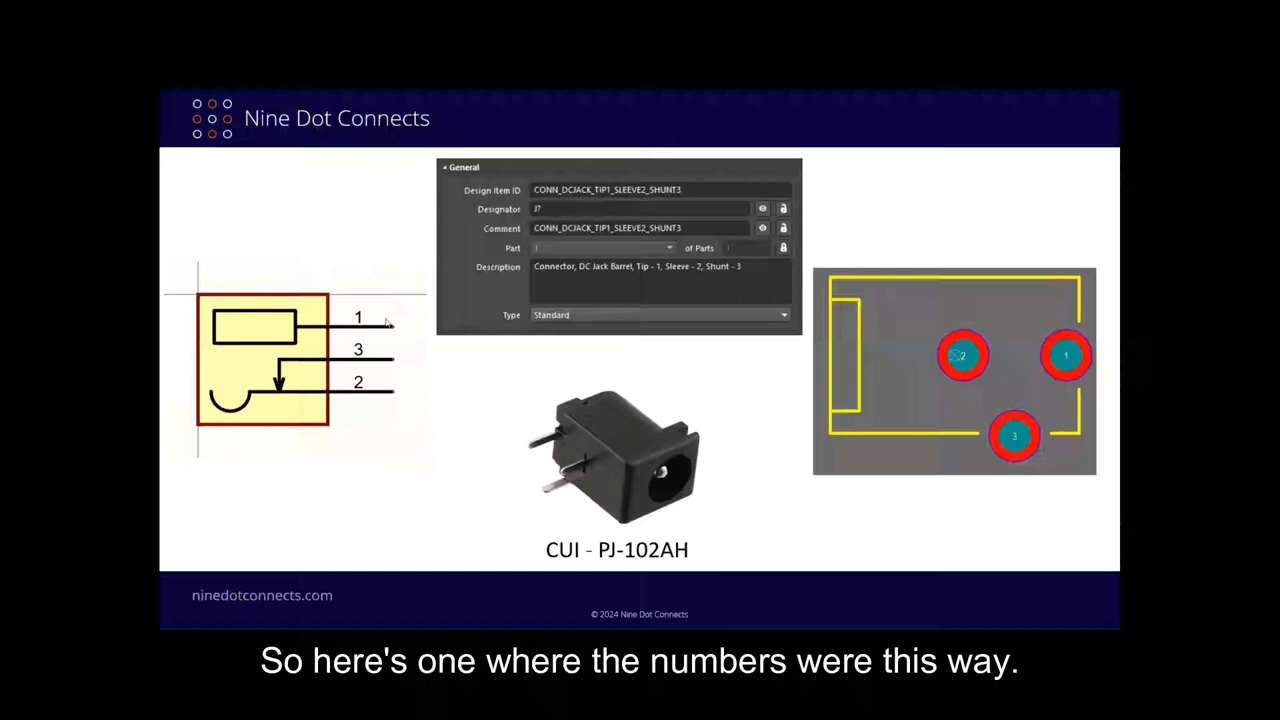 Nine Dot Connects
General
Design Item ID CONN_DCJACK_TIP1_SLEEVE2_SHUNT3
Designator J?
Comment CONN_DCJACK_TIP1_SLEEVE2_SHUNT3
Part of Parts
Description Connector, DC Jack Barrel, Tip - 1, Sleeve - 2, Shunt - 3
Type Standard
1
3
2
2
1
3
CUI - PJ-102AH
ninedotconnects.com
© 2024 Nine Dot Connects
So here's one where the numbers were this way.